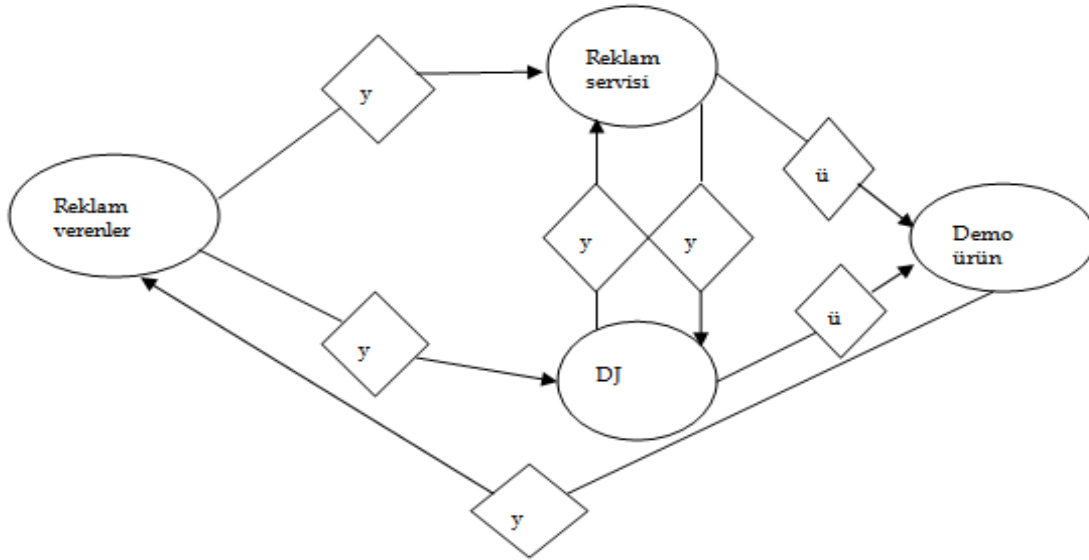 Reklam
servisi
y
ü
Reklam
verenler
y
y
Demo
ürün
y
ü
DJ
y